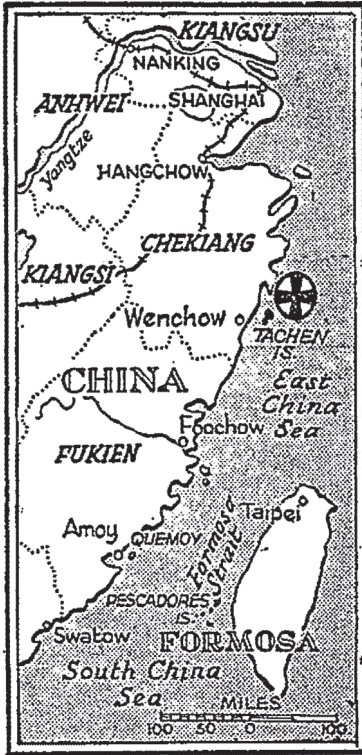 KIANGSU
NANKING
SHANGHAI
ANHWEI
Yangtze
HANGCHOW
CHEKIANG
KIANGSI
Wenchow
TACHEN
IS.
CHINA
East
China
Sea
Foochow
FUKIEN
Taipei
Formosa
Strait
Amoy
QUEMOY
PESCADORES
IS.
Swatow
FORMOSA
South China
Sea
MILES
100 50 0 100